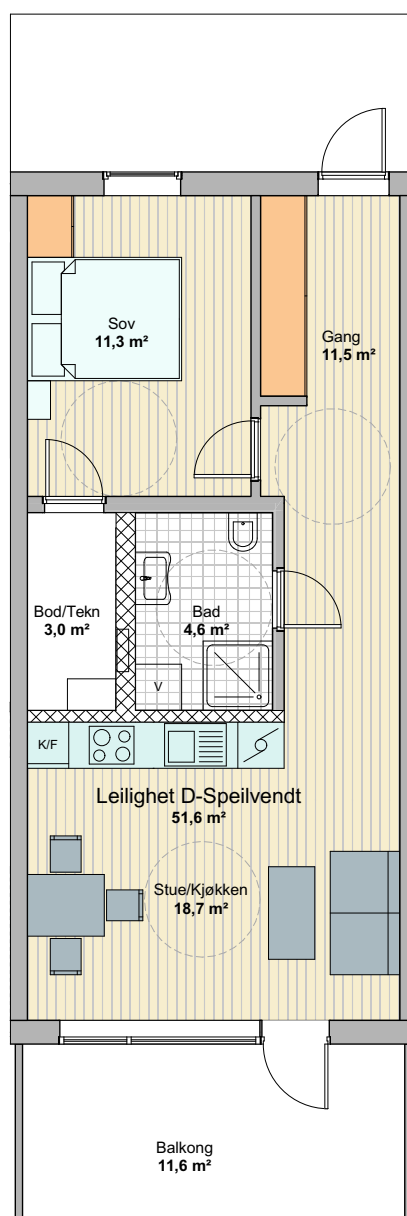 Sov
11,3 m²
Gang
11,5 m²
Bod/Tekn
3,0 m²
Bad
4,6 m²
V
K/F
Leilighet D-Speilvendt
51,6 m²
Stue/Kjøkken
18,7 m²
Balkong
11,6 m²